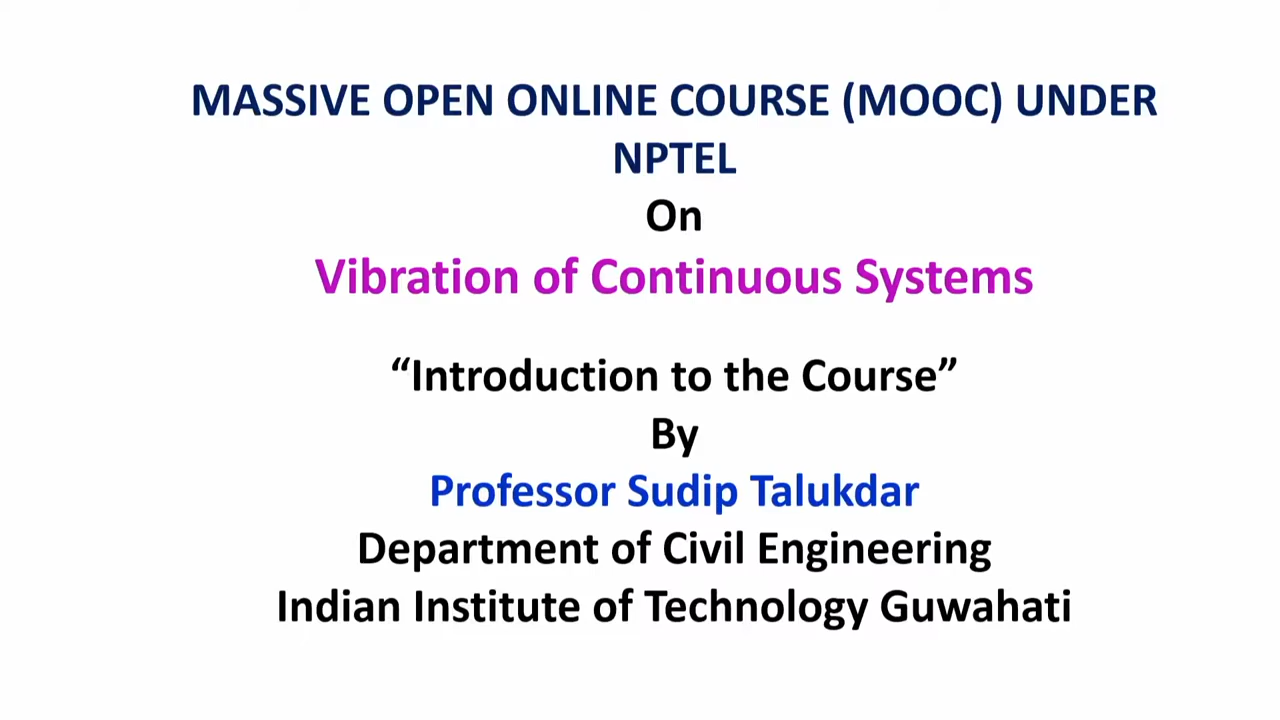 MASSIVE OPEN ONLINE COURSE (MOOC) UNDER
NPTEL
On
Vibration of Continuous Systems
“Introduction to the Course”
By
Professor Sudip Talukdar
Department of Civil Engineering
Indian Institute of Technology Guwahati